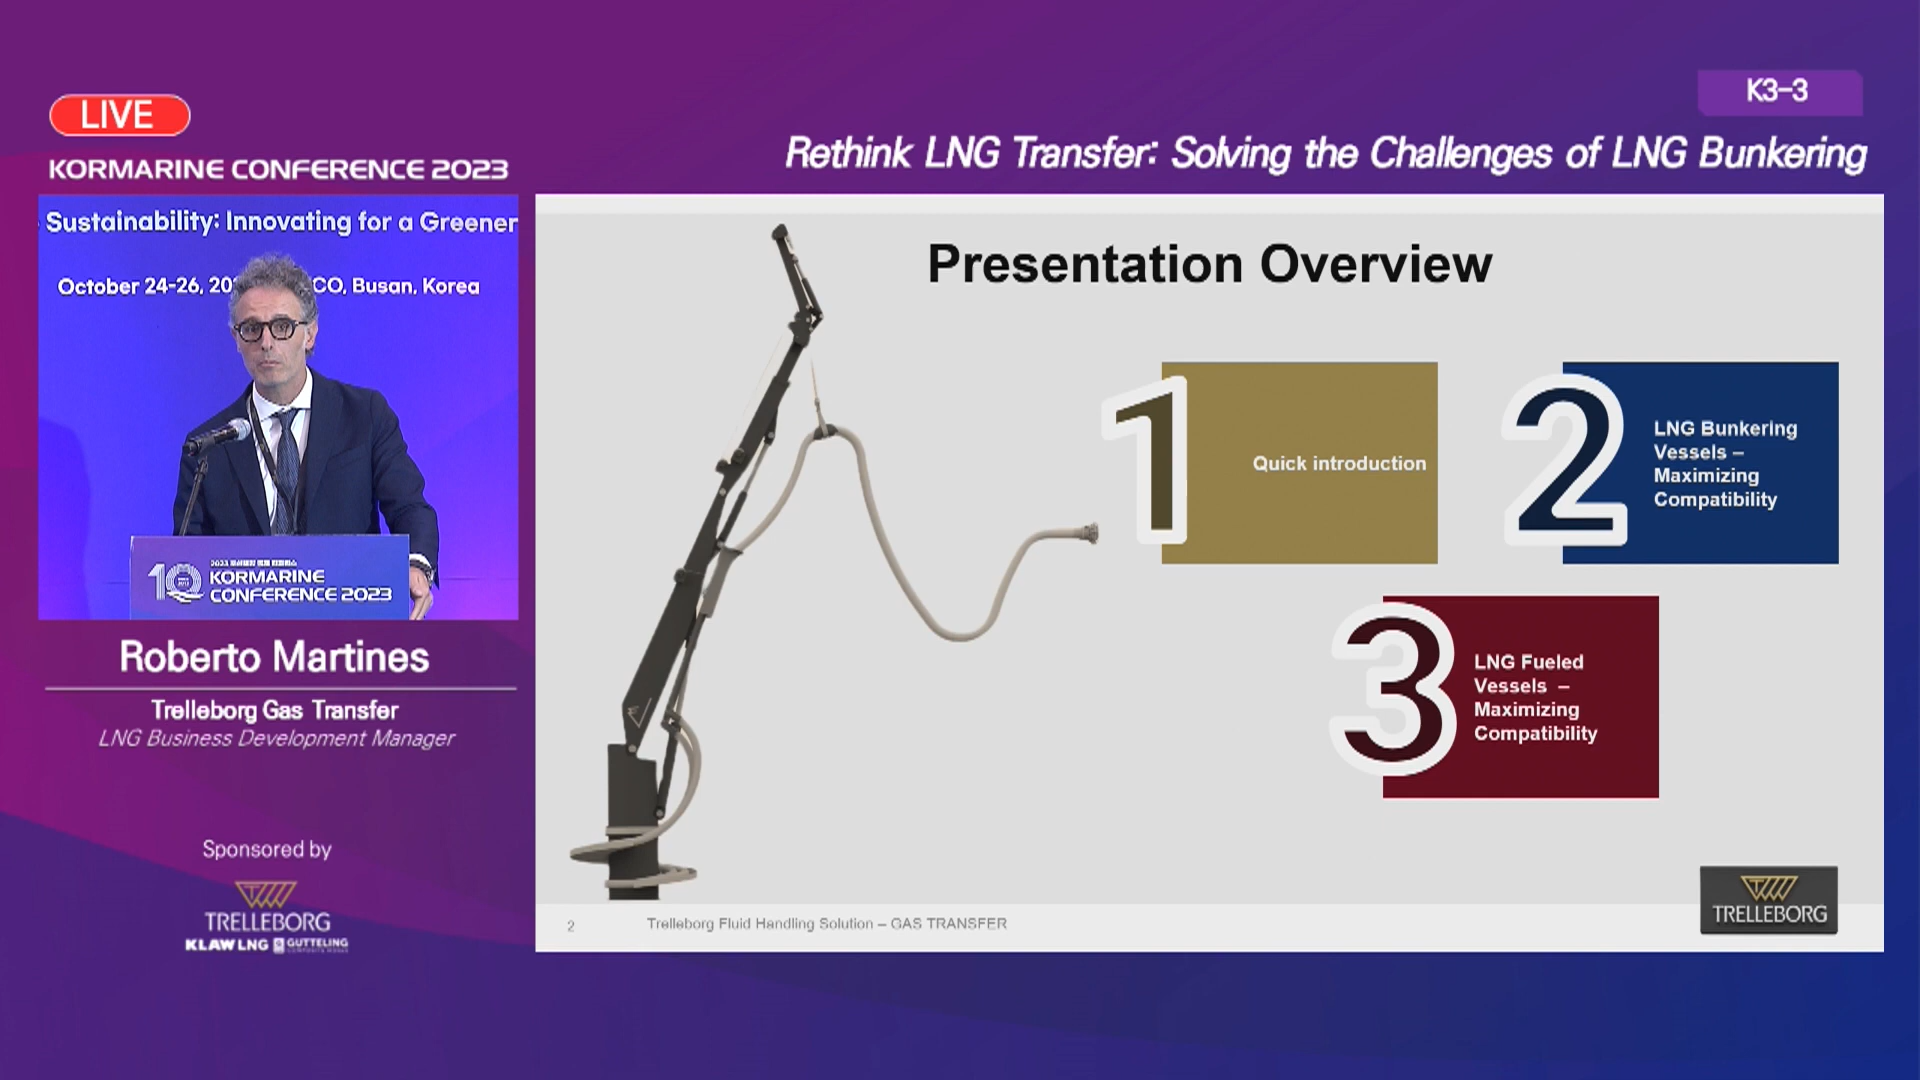 LIVE
KORMARINE CONFERENCE 2023
K3-3
Rethink LNG Transfer: Solving the Challenges of LNG Bunkering
Sustainability: Innovating for a Greener
October 24-26, 20 CO, Busan, Korea
10
KORMARINE
CONFERENCE 2023
Roberto Martines
Trelleborg Gas Transfer
LNG Business Development Manager
Sponsored by
TRELLEBORG
KLAW LNG GUTTELING
Presentation Overview
1
Quick introduction
2
LNG Bunkering
Vessels –
Maximizing
Compatibility
3
LNG Fueled
Vessels –
Maximizing
Compatibility
2
Trelleborg Fluid Handling Solution – GAS TRANSFER
TRELLEBORG